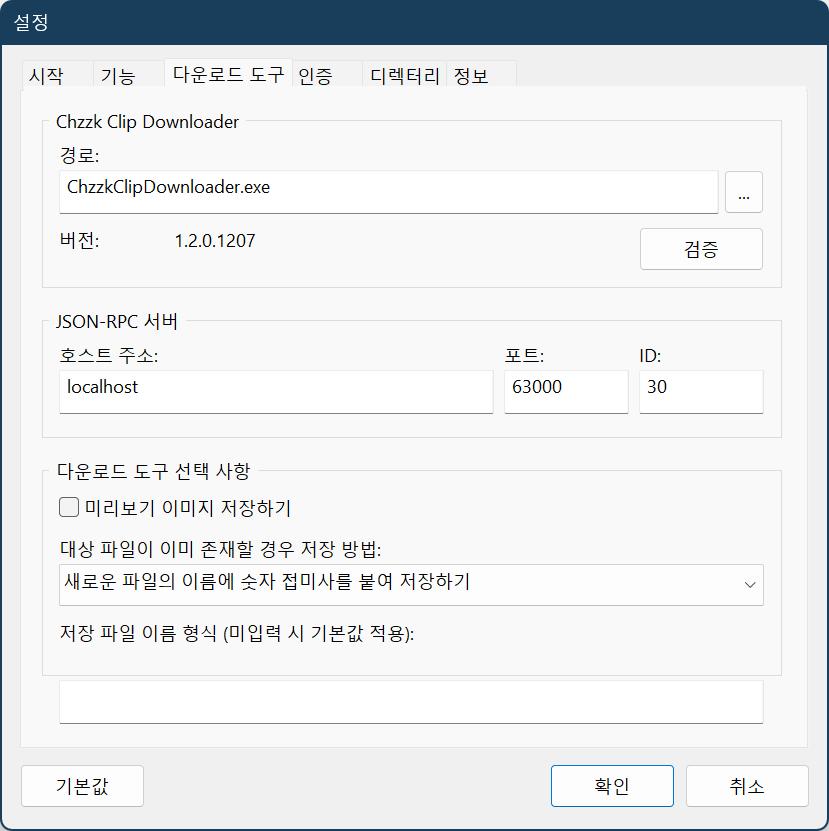 설정
시작 기능 다운로드 도구 인증 디렉터리 정보
Chzzk Clip Downloader
경로:
ChzzkClipDownloader.exe ...
버전: 1.2.0.1207 검증
JSON-RPC 서버
호스트 주소: 포트: ID:
localhost 63000 30
다운로드 도구 선택 사항
미리보기 이미지 저장하기
대상 파일이 이미 존재할 경우 저장 방법:
새로운 파일의 이름에 숫자 접미사를 붙여 저장하기
저장 파일 이름 형식 (미입력 시 기본값 적용):
기본값 확인 취소